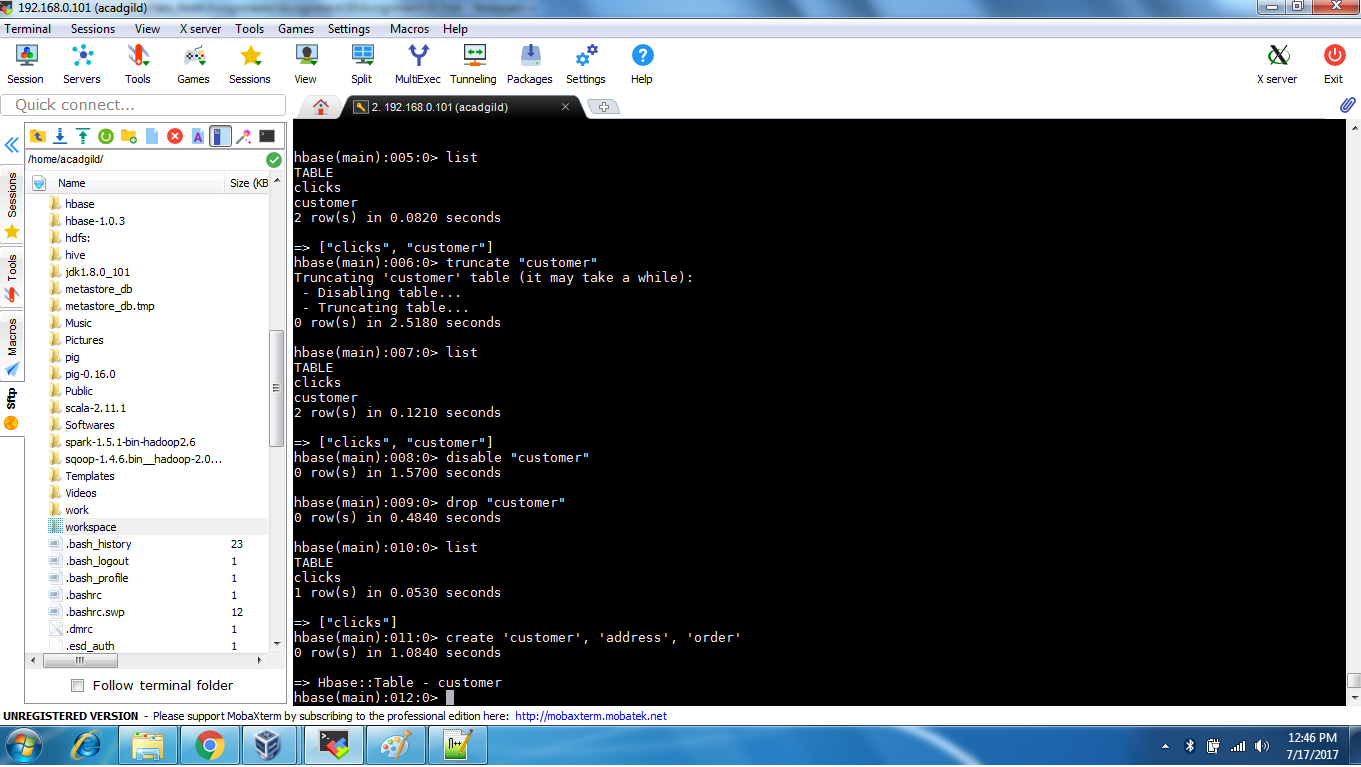 192.168.0.101 (acadgild)
Terminal Sessions View X server Tools Games Settings Macros Help
Session Servers Tools Games Sessions View Split MultiExec Tunneling Packages Settings Help X server Exit
Quick connect...
2. 192.168.0.101 (acadgild)
/home/acadgild/
Name Size (KB
hbase
hbase-1.0.3
hdfs:
hive
jdk1.8.0_101
metastore_db
metastore_db.tmp
Music
Pictures
pig
pig-0.16.0
Public
scala-2.11.1
Softwares
spark-1.5.1-bin-hadoop2.6
sqoop-1.4.6.bin__hadoop-2.0...
Templates
Videos
work
workspace
.bash_history 23
.bash_logout 1
.bash_profile 1
.bashrc 1
.bashrc.swp 12
.dmrc 1
.esd_auth 1
Follow terminal folder
Sessions
Tools
Macros
Sftp
hbase(main):005:0> list
TABLE
clicks
customer
2 row(s) in 0.0820 seconds
=> ["clicks", "customer"]
hbase(main):006:0> truncate "customer"
Truncating 'customer' table (it may take a while):
- Disabling table...
- Truncating table...
0 row(s) in 2.5180 seconds
hbase(main):007:0> list
TABLE
clicks
customer
2 row(s) in 0.1210 seconds
=> ["clicks", "customer"]
hbase(main):008:0> disable "customer"
0 row(s) in 1.5700 seconds
hbase(main):009:0> drop "customer"
0 row(s) in 0.4840 seconds
hbase(main):010:0> list
TABLE
clicks
1 row(s) in 0.0530 seconds
=> ["clicks"]
hbase(main):011:0> create 'customer', 'address', 'order'
0 row(s) in 1.0840 seconds
=> Hbase::Table - customer
hbase(main):012:0>
UNREGISTERED VERSION - Please support MobaXterm by subscribing to the professional edition here: http://mobaxterm.mobatek.net
12:46 PM
7/17/2017